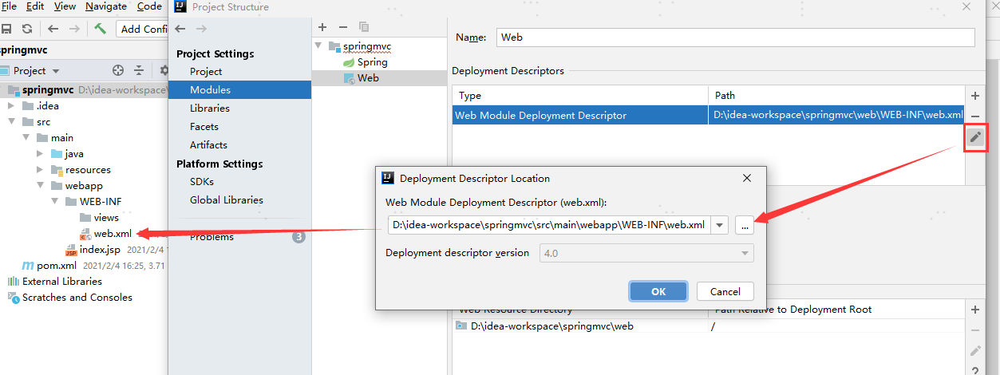 File Edit View Navigate Code
Add Confi
springmvc
Project
springmvc D:\idea-workspace\
.idea
src
main
java
resources
webapp
WEB-INF
views
web.xml
index.jsp 2021/2/4 16
pom.xml 2021/2/4 16:25, 3.71
External Libraries
Scratches and Consoles
Project Structure
Project Settings
Project
Modules
Libraries
Facets
Artifacts
Platform Settings
SDKs
Global Libraries
Problems 3
springmvc
Spring
Web
Name: Web
Deployment Descriptors
Type Path
Web Module Deployment Descriptor D:\idea-workspace\springmvc\web\WEB-INF\web.xml
Deployment Descriptor Location
Web Module Deployment Descriptor (web.xml):
D:\idea-workspace\springmvc\src\main\webapp\WEB-INF\web.xml ...
Deployment descriptor version 4.0
OK Cancel
Web Resource Directory Path Relative to Deployment Root
D:\idea-workspace\springmvc\web /